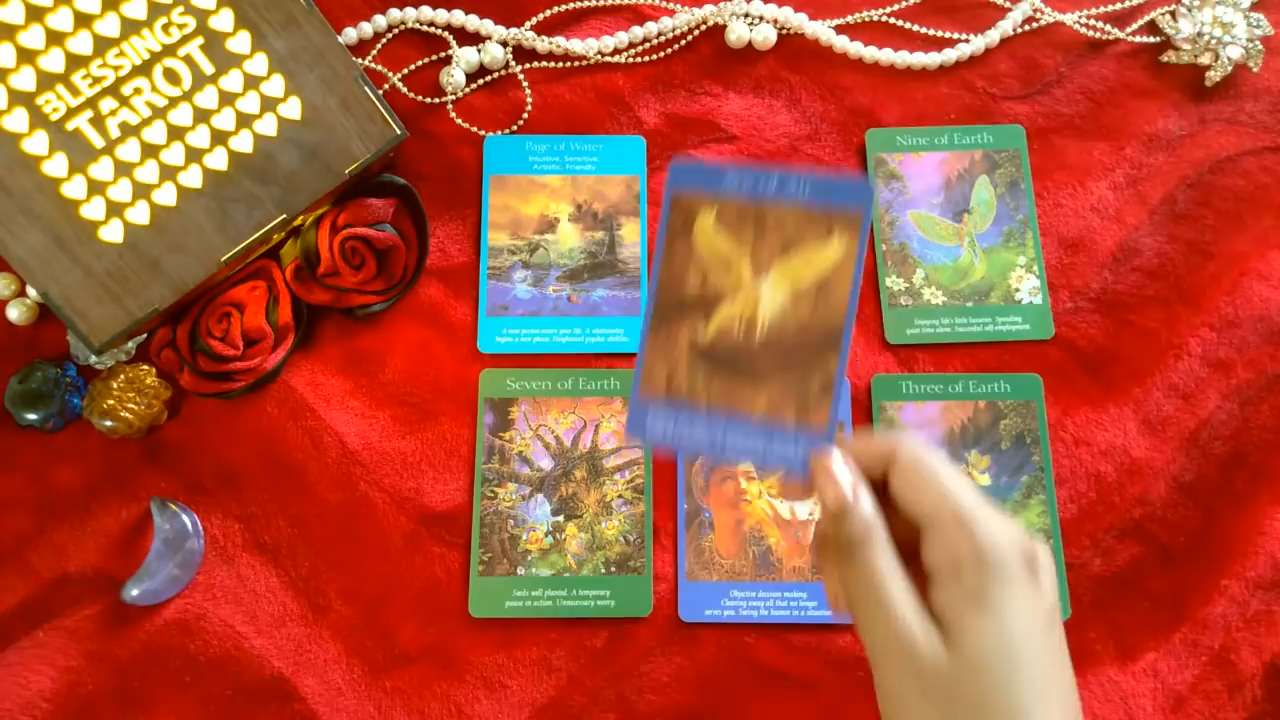 BLESSINGS
TAROT
Page of Water
Intuitive, Sensitive,
Artistic, Friendly
A new person enters your life. A relationship
begins a new phase. Heightened psychic abilities.
Nine of Earth
Enjoying life's little luxuries. Spending
quiet time alone. Successful self-employment.
Seven of Earth
Seeds well planted. A temporary
pause in action. Unnecessary worry.
Objective decision making.
Clearing away all that no longer
serves you. Seeing the humor in a situation.
Three of Earth